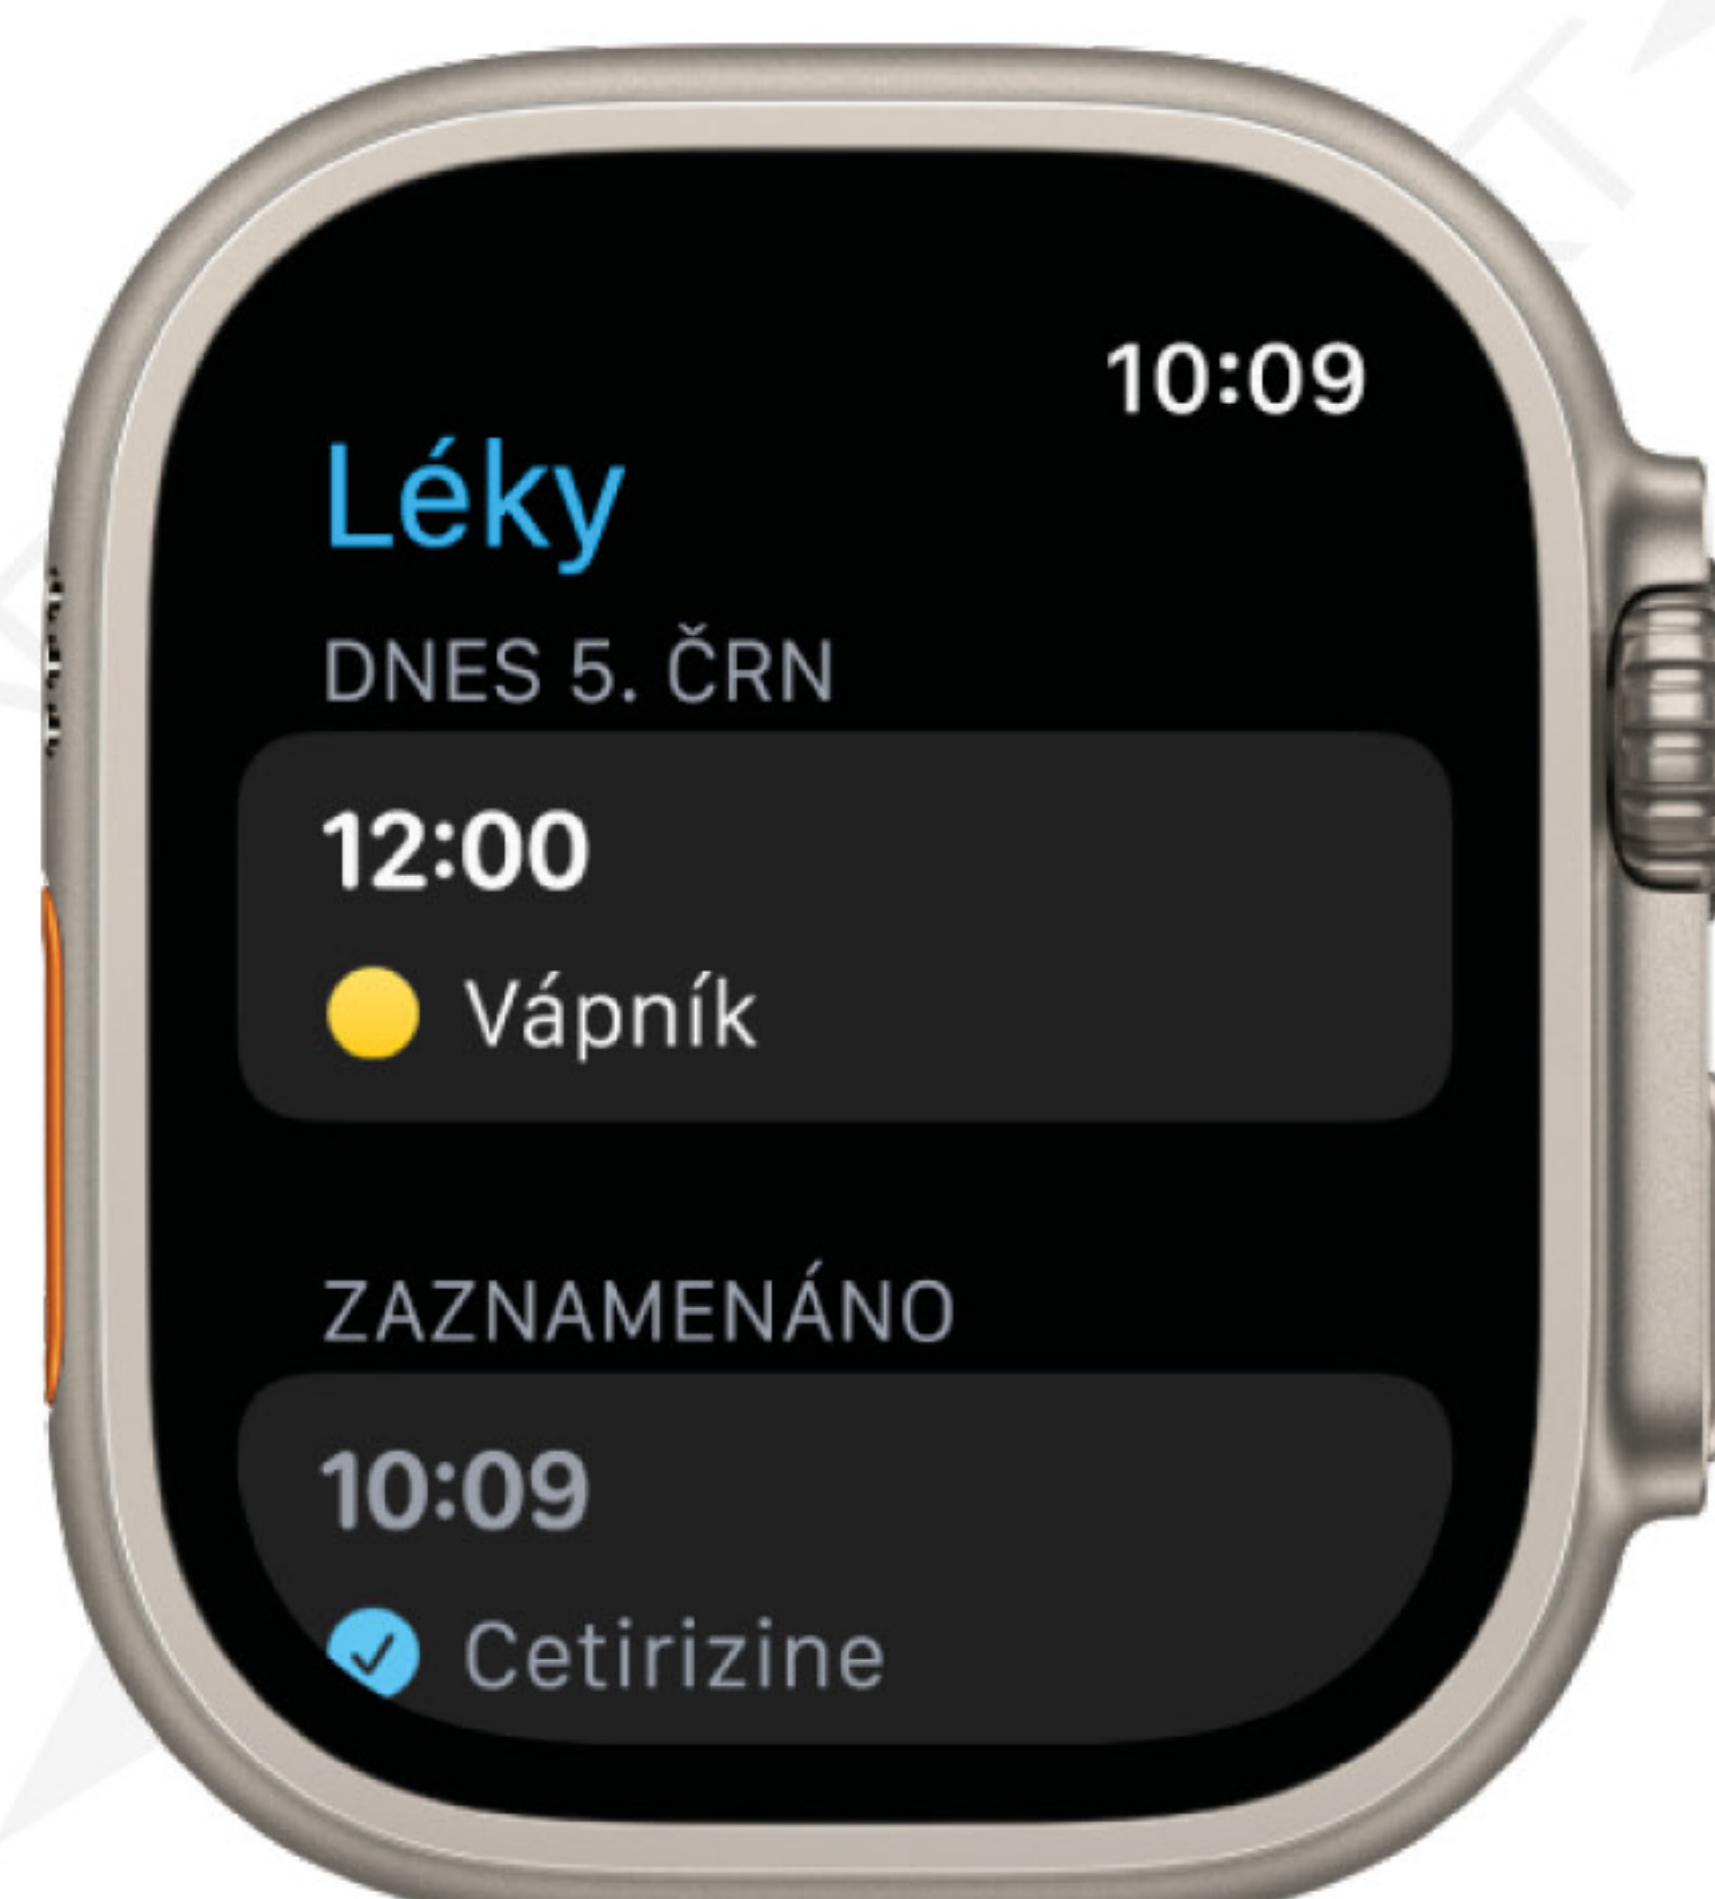 10:09
Léky
DNES 5. ČRN
12:00
Vápník
ZAZNAMENÁNO
10:09
Cetirizine